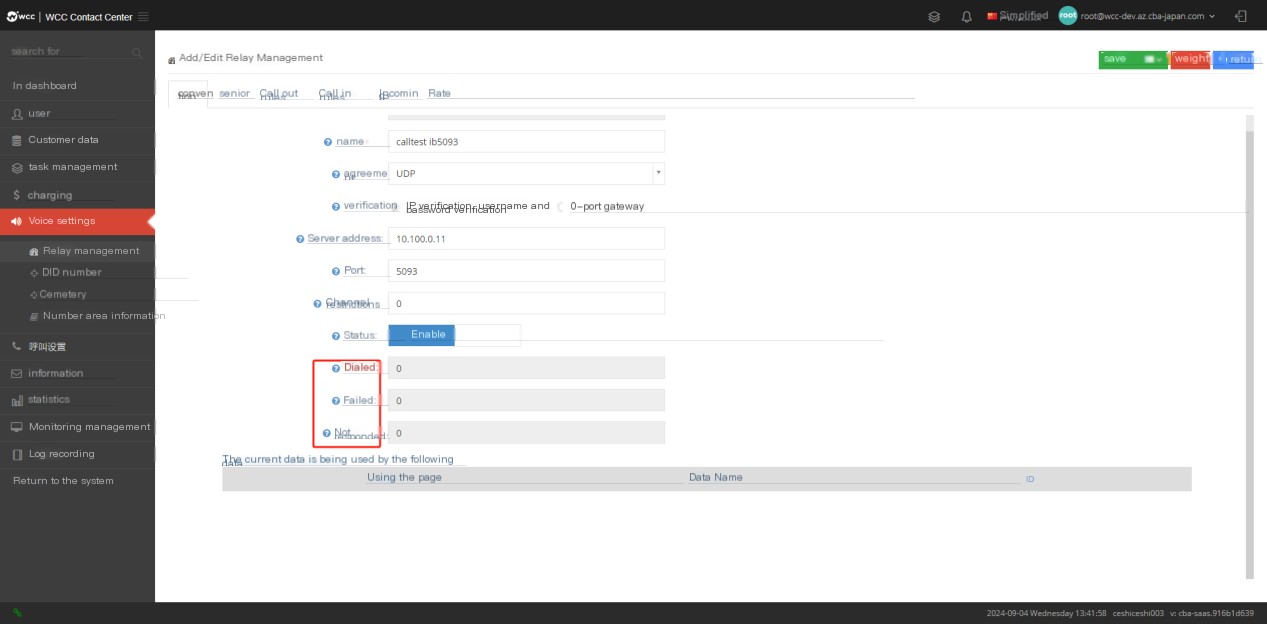 wcc | WCC Contact Center
Simplified
root root@wcc-dev.az.cba-japan.com
search for
In dashboard
user
Customer data
task management
charging
Voice settings
Relay management
DID number
Cemetery
Number area information
呼叫设置
information
statistics
Monitoring management
Log recording
Return to the system
Add/Edit Relay Management
save
weight
retur
conven
senior
Call out
rules
Call in
rules
Incomin
Rate
name
calltest ib5093
agreeme
UDP
verification
IP verification username and
password verification
0-port gateway
Server address:
10.100.0.11
Port:
5093
Channel
restrictions
0
Status:
Enable
Dialed:
0
Failed:
0
Not
responded:
0
The current data is being used by the following
data
Using the page
Data Name
ID
2024-09-04 Wednesday 13:41:58 ceshiceshi003 v: cba-saas.916b1d639